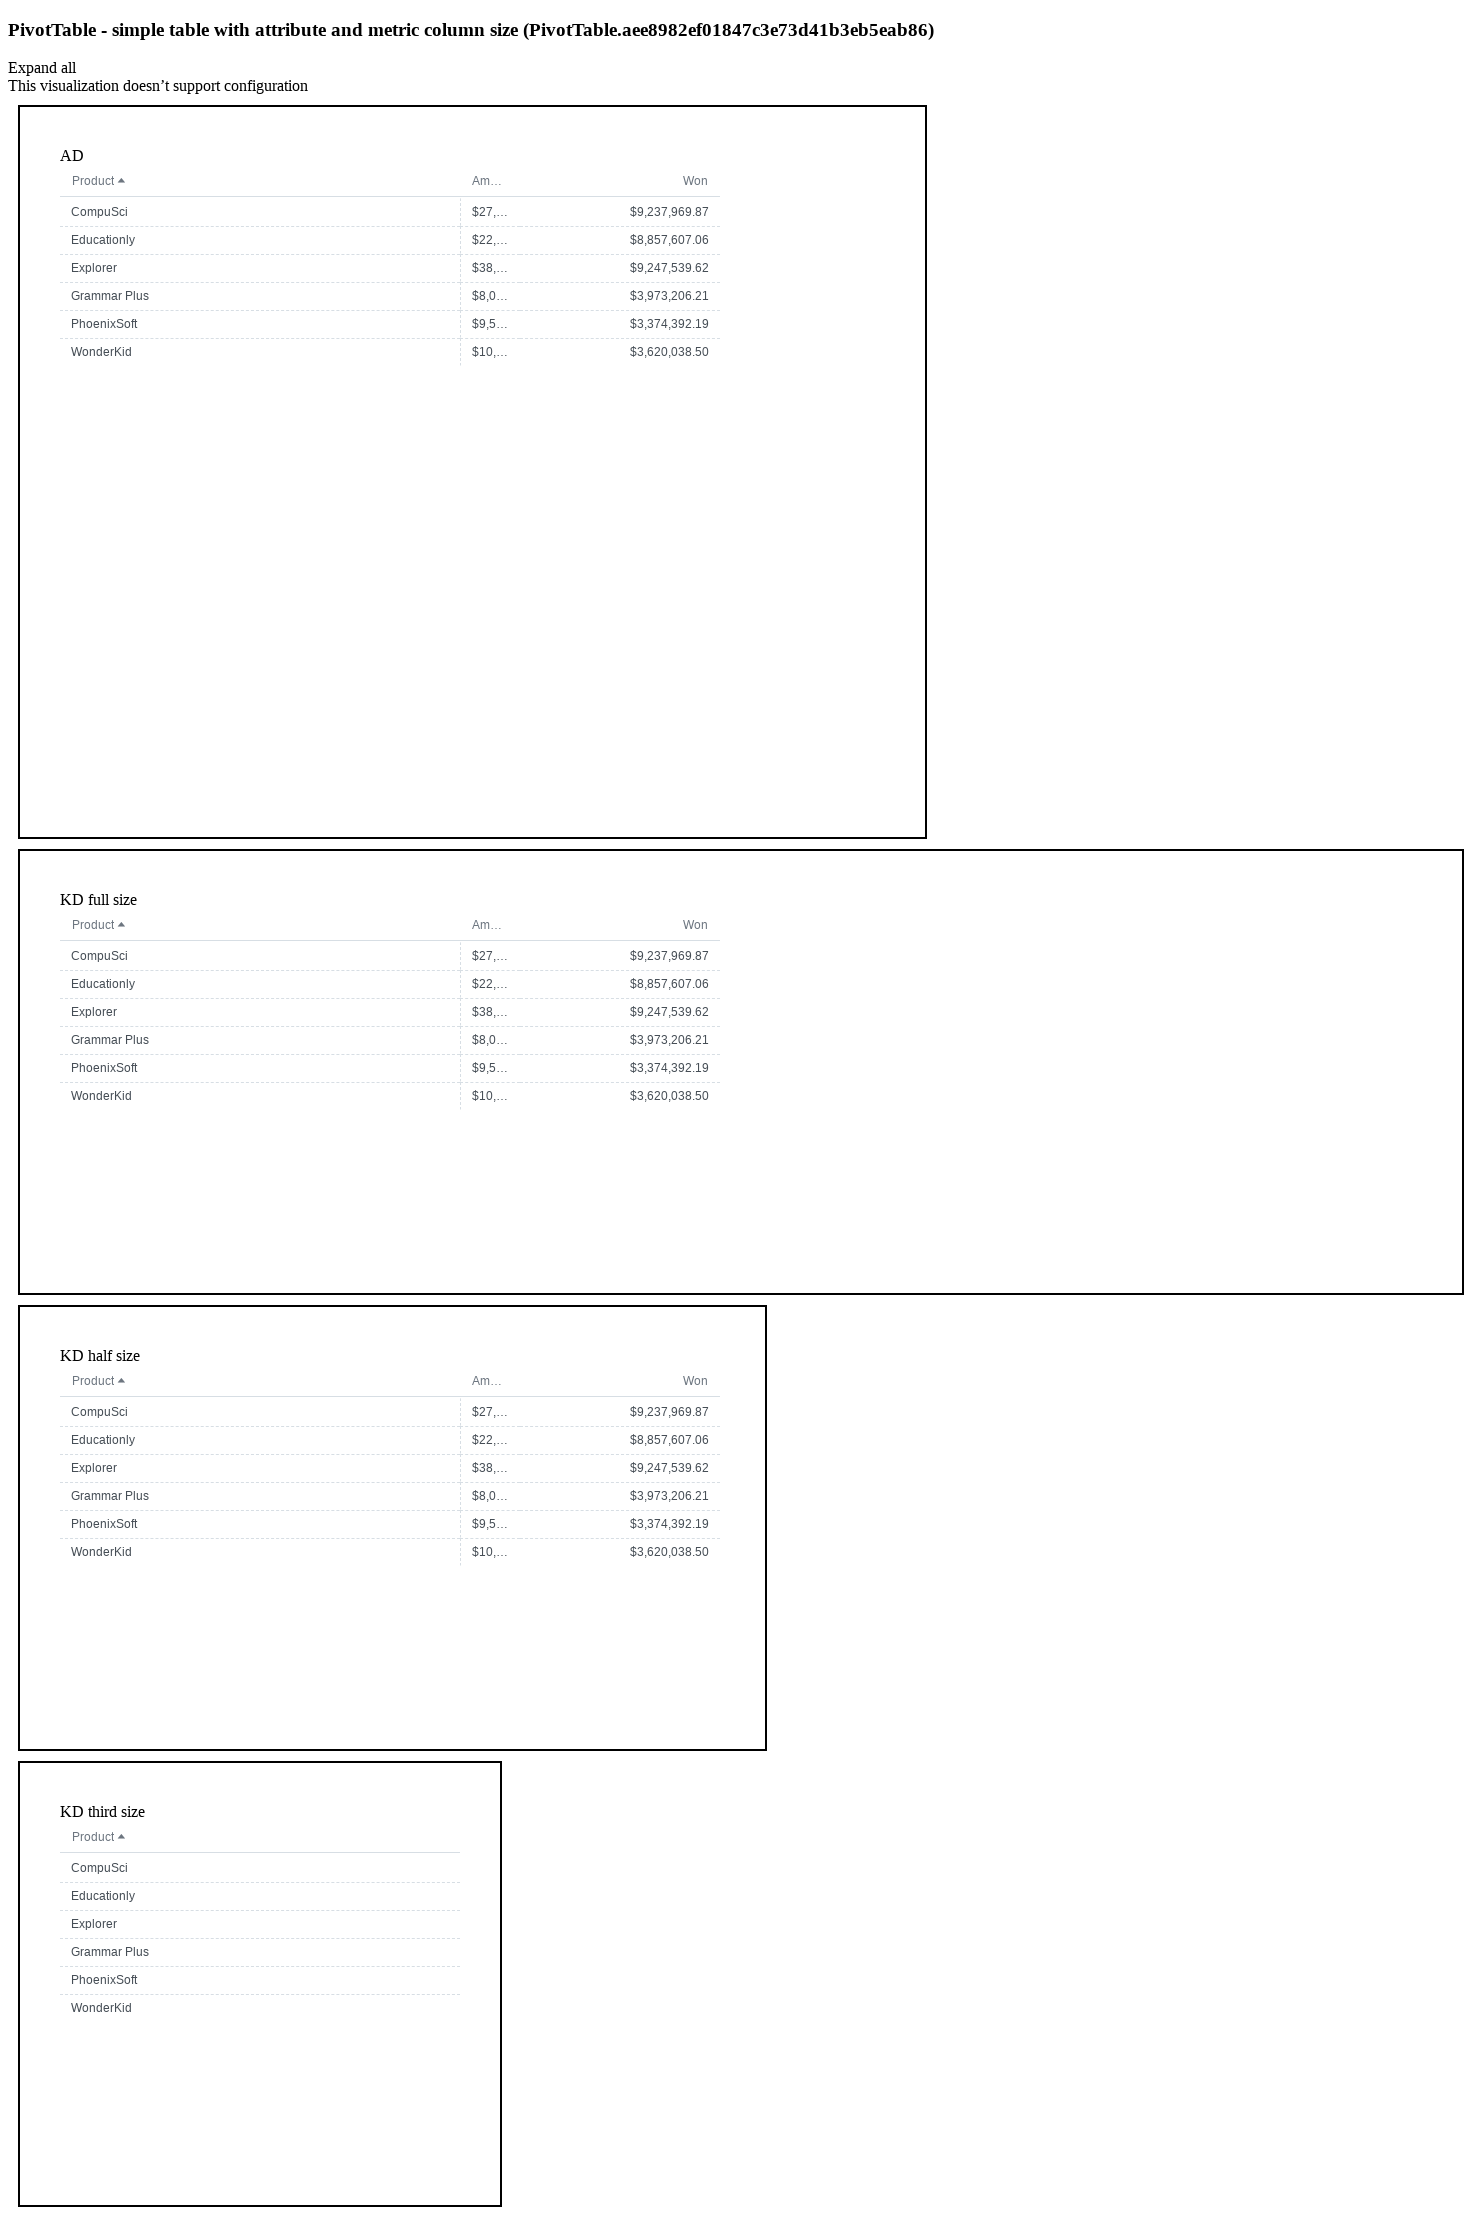 PivotTable - simple table with attribute and metric column size (PivotTable.aee8982ef01847c3e73d41b3eb5eab86)
Expand all
This visualization doesn’t support configuration
AD
Product Am… Won
CompuSci $27,… $9,237,969.87
Educationly $22,… $8,857,607.06
Explorer $38,… $9,247,539.62
Grammar Plus $8,0… $3,973,206.21
PhoenixSoft $9,5… $3,374,392.19
WonderKid $10,… $3,620,038.50
KD full size
Product Am… Won
CompuSci $27,… $9,237,969.87
Educationly $22,… $8,857,607.06
Explorer $38,… $9,247,539.62
Grammar Plus $8,0… $3,973,206.21
PhoenixSoft $9,5… $3,374,392.19
WonderKid $10,… $3,620,038.50
KD half size
Product Am… Won
CompuSci $27,… $9,237,969.87
Educationly $22,… $8,857,607.06
Explorer $38,… $9,247,539.62
Grammar Plus $8,0… $3,973,206.21
PhoenixSoft $9,5… $3,374,392.19
WonderKid $10,… $3,620,038.50
KD third size
Product
CompuSci
Educationly
Explorer
Grammar Plus
PhoenixSoft
WonderKid